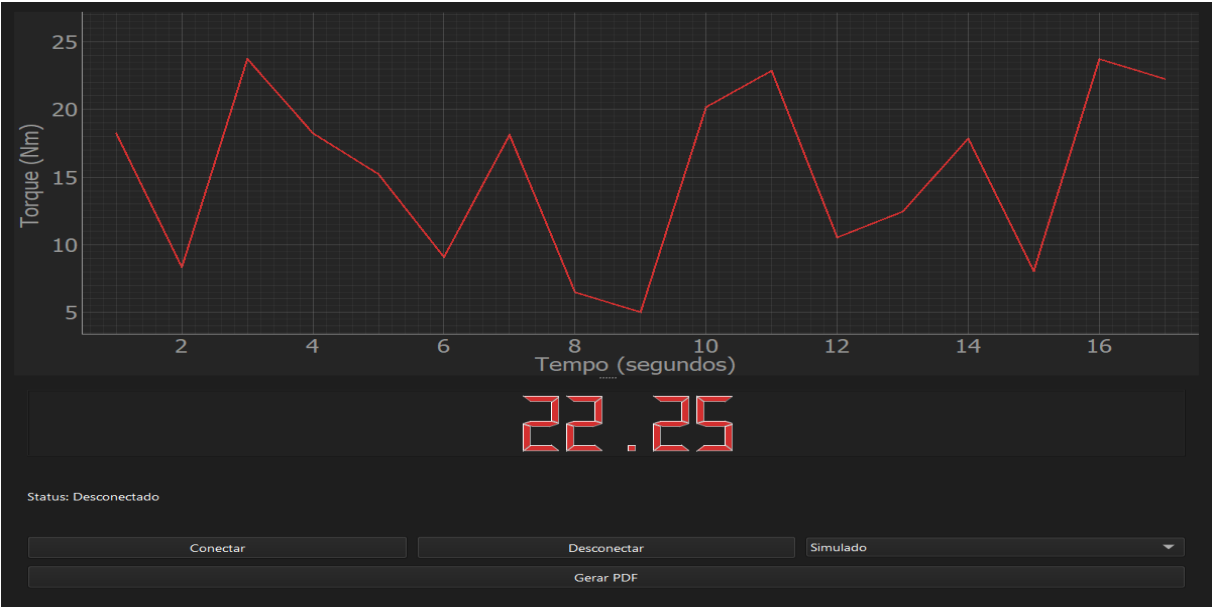 25
20
15
10
5
Torque (Nm)
2 4 6 8 10 12 14 16
Tempo (segundos)
22.25
Status: Desconectado
Conectar Desconectar Simulado
Gerar PDF